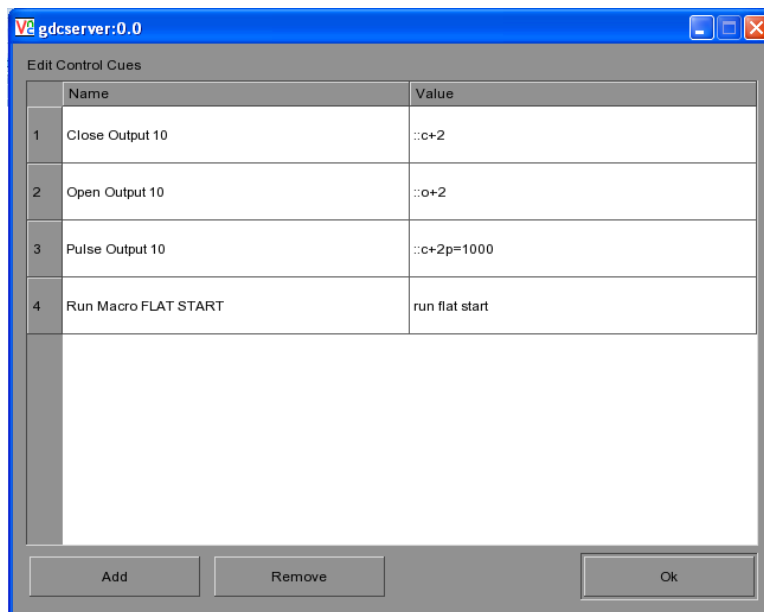 gdcserver:0.0
Edit Control Cues
Name Value
1 Close Output 10 ::c+2
2 Open Output 10 ::o+2
3 Pulse Output 10 ::c+2p=1000
4 Run Macro FLAT START run flat start
Add Remove Ok